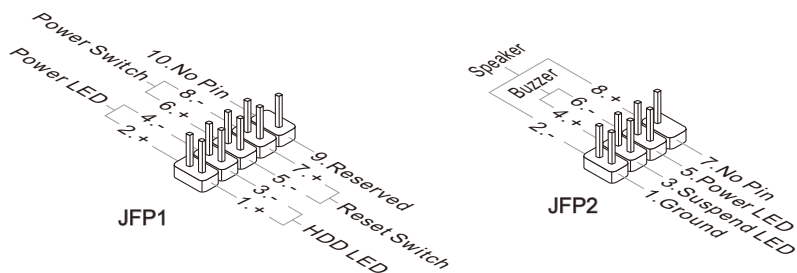 Power Switch
Power LED
10.No Pin
8.-
6.+
4.-
2.+
9.Reserved
7.+
5.-
Reset Switch
3.-
1.+
HDD LED
JFP1
Speaker
Buzzer
8.+
6.-
4.+
2.-
7.No Pin
5.Power LED
3.Suspend LED
1.Ground
JFP2